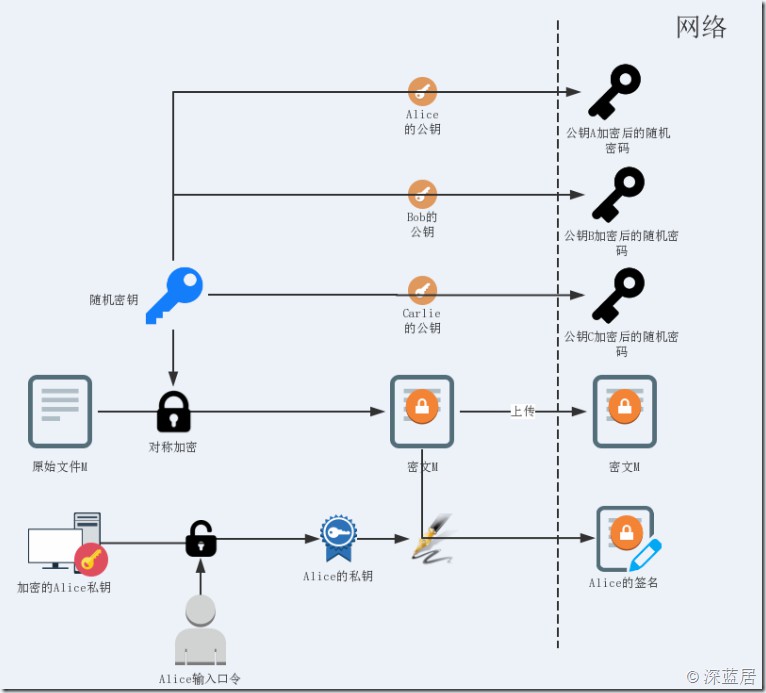 网络
Alice
的公钥
公钥A加密后的随机
密码
Bob的
公钥
公钥B加密后的随机密
码
随机密钥
Carlie
的公钥
公钥C加密后的随机密
码
上传
对称加密
原始文件M
密文M
密文M
加密的Alice私钥
Alice的私钥
Alice的签名
Alice输入口令
© 深蓝居